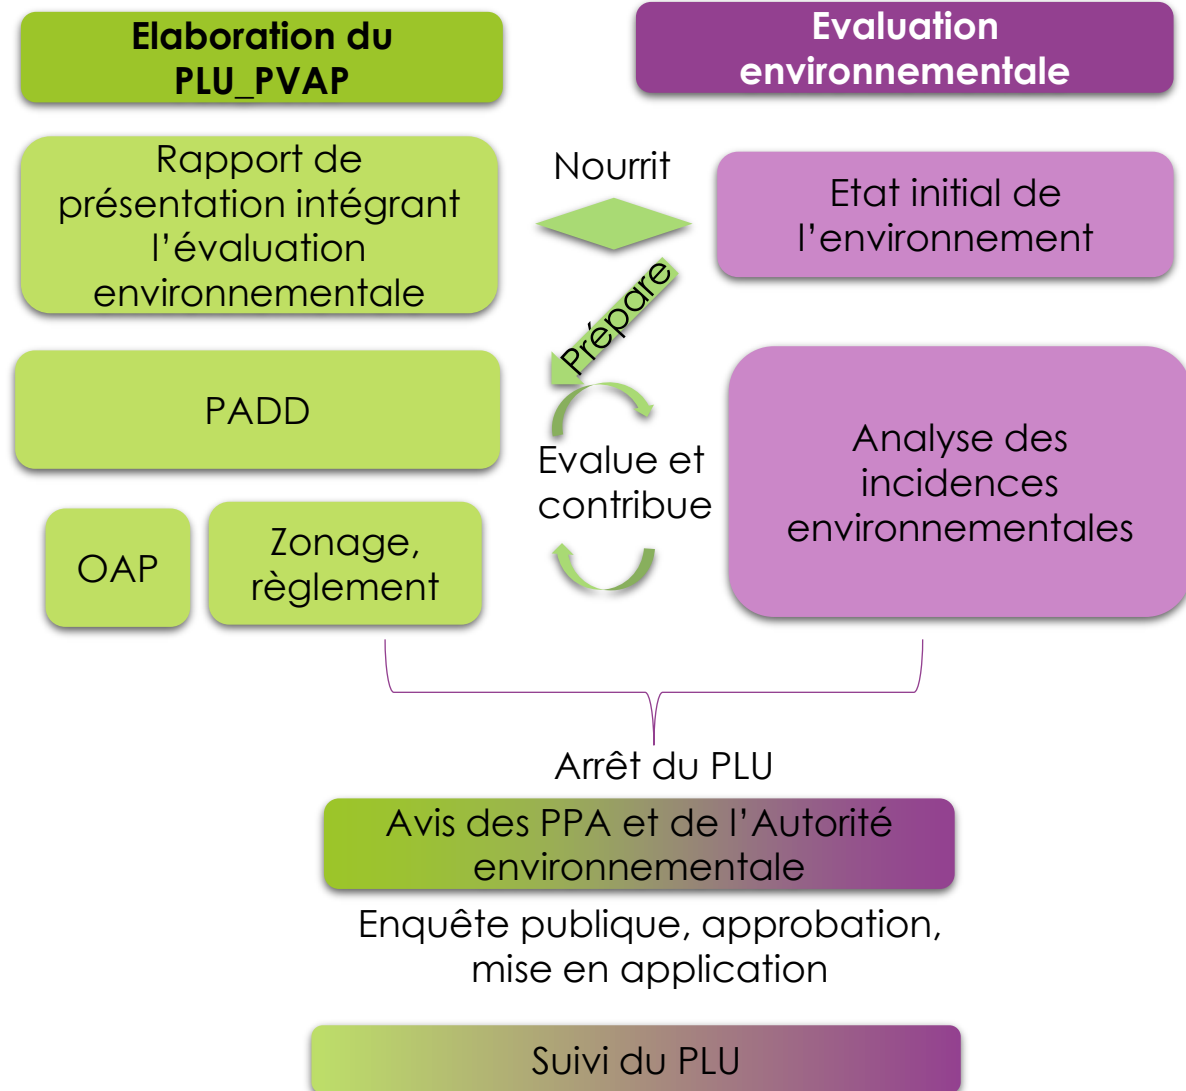 Elaboration du
PLU_PVAP
Evaluation
environnementale
Rapport de
présentation intégrant
l’évaluation
environnementale
Nourrit
Etat initial de
l’environnement
Prépare
PADD
Evalue et
contribue
Analyse des
incidences
environnementales
OAP
Zonage,
règlement
Arrêt du PLU
Avis des PPA et de l’Autorité
environnementale
Enquête publique, approbation,
mise en application
Suivi du PLU